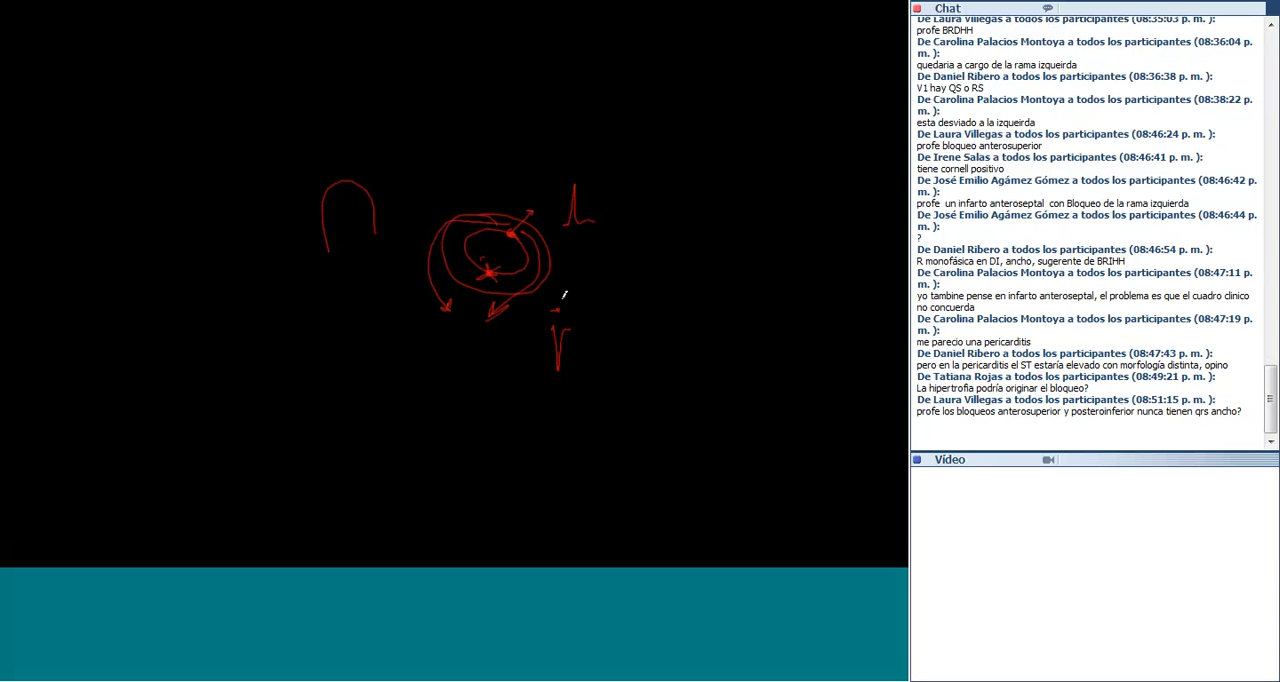 Chat
De Laura Villegas a todos los participantes (08:35:03 p. m. ):
profe BRDHH
De Carolina Palacios Montoya a todos los participantes (08:36:04 p.
m. ):
quedaria a cargo de la rama izqueirda
De Daniel Ribero a todos los participantes (08:36:38 p. m. ):
V1 hay QS o RS
De Carolina Palacios Montoya a todos los participantes (08:38:22 p.
m. ):
esta desviado a la izqueirda
De Laura Villegas a todos los participantes (08:46:24 p. m. ):
profe bloqueo anterosuperior
De Irene Salas a todos los participantes (08:46:41 p. m. ):
tiene cornell positivo
De José Emilio Agámez Gómez a todos los participantes (08:46:42 p.
m. ):
profe un infarto anteroseptal con Bloqueo de la rama izquierda
De José Emilio Agámez Gómez a todos los participantes (08:46:44 p.
m. ):
?
De Daniel Ribero a todos los participantes (08:46:54 p. m. ):
R monofásica en DI, ancho, sugerente de BRIHH
De Carolina Palacios Montoya a todos los participantes (08:47:11 p.
m. ):
yo tambine pense en infarto anteroseptal, el problema es que el cuadro clinico
no concuerda
De Carolina Palacios Montoya a todos los participantes (08:47:19 p.
m. ):
me parecio una pericarditis
De Daniel Ribero a todos los participantes (08:47:43 p. m. ):
pero en la pericarditis el ST estaría elevado con morfología distinta, opino
De Tatiana Rojas a todos los participantes (08:49:21 p. m. ):
La hipertrofia podría originar el bloqueo?
De Laura Villegas a todos los participantes (08:51:15 p. m. ):
profe los bloqueos anterosuperior y posteroinferior nunca tienen qrs ancho?
Vídeo